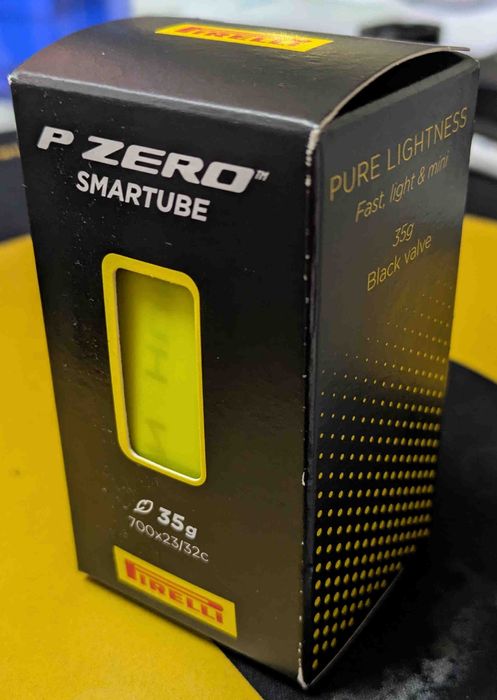 PIRELLI
P ZERO™
SMARTUBE
35g
700x23/32c
PIRELLI
PURE LIGHTNESS
Fast, light & mini
35g
Black valve